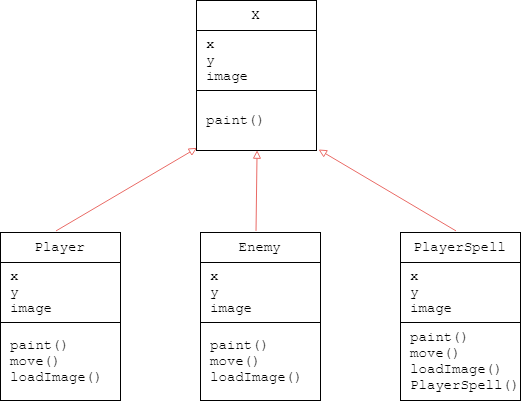 X
x
y
image
paint()
Player
x
y
image
paint()
move()
loadImage()
Enemy
x
y
image
paint()
move()
loadImage()
PlayerSpell
x
y
image
paint()
move()
loadImage()
PlayerSpell()